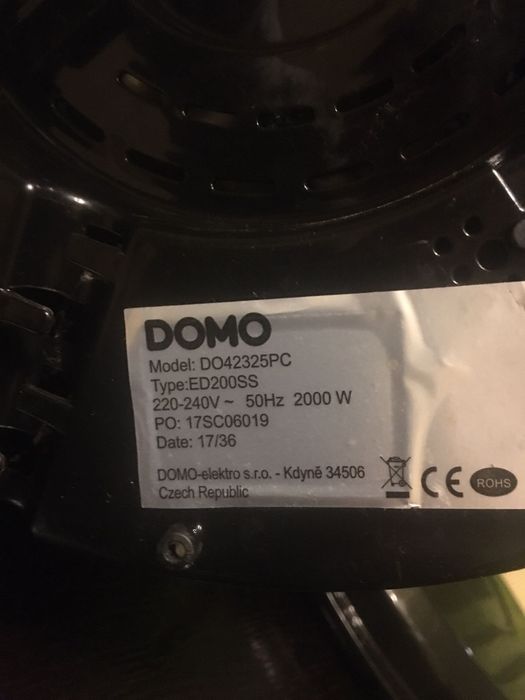 DOMO
Model: DO42325PC
Type:ED200SS
220-240V ~ 50Hz 2000 W
PO: 17SC06019
Date: 17/36
DOMO-elektro s.r.o. - Kdyně 34506
Czech Republic
CE
ROHS